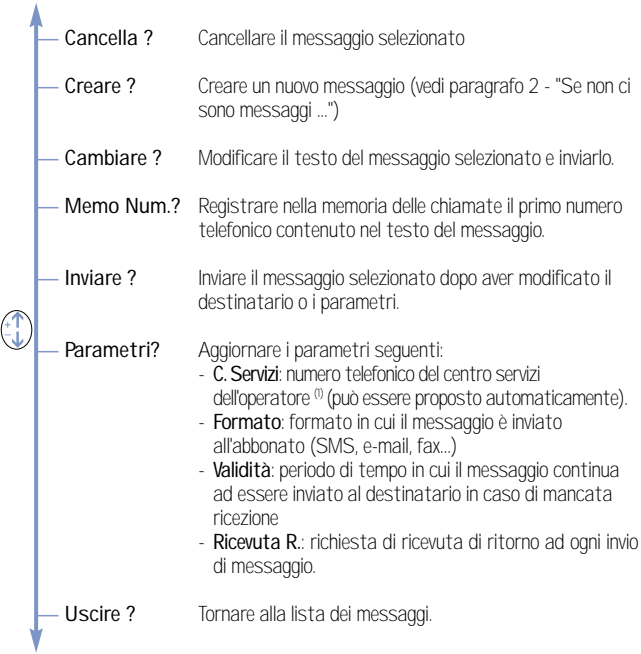 Cancella ? Cancellare il messaggio selezionato
Creare ? Creare un nuovo messaggio (vedi paragrafo 2 - "Se non ci
sono messaggi ...")
Cambiare ? Modificare il testo del messaggio selezionato e inviarlo.
Memo Num.? Registrare nella memoria delle chiamate il primo numero
telefonico contenuto nel testo del messaggio.
Inviare ? Inviare il messaggio selezionato dopo aver modificato il
destinatario o i parametri.
+
–
Parametri? Aggiornare i parametri seguenti:
- C. Servizi: numero telefonico del centro servizi
dell'operatore (1) (può essere proposto automaticamente).
- Formato: formato in cui il messaggio è inviato
all'abbonato (SMS, e-mail, fax...)
- Validità: periodo di tempo in cui il messaggio continua
ad essere inviato al destinatario in caso di mancata
ricezione
- Ricevuta R.: richiesta di ricevuta di ritorno ad ogni invio
di messaggio.
Uscire ? Tornare alla lista dei messaggi.